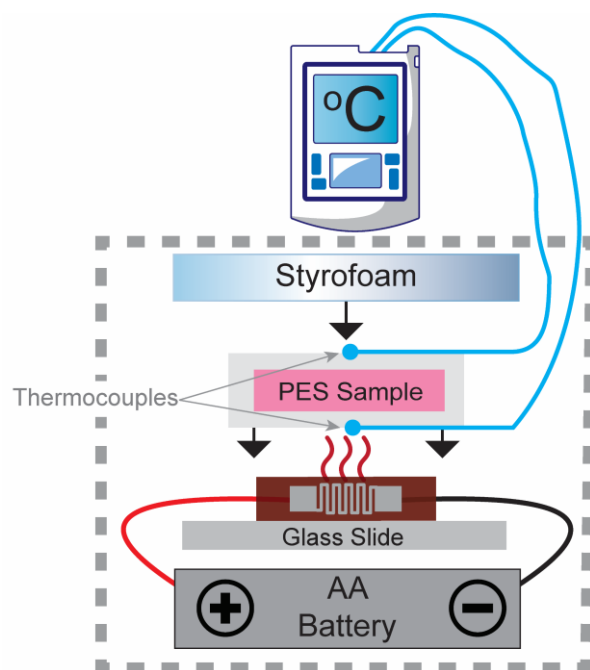 °C
Styrofoam
Thermocouples
PES Sample
Glass Slide
+
AA
Battery
−